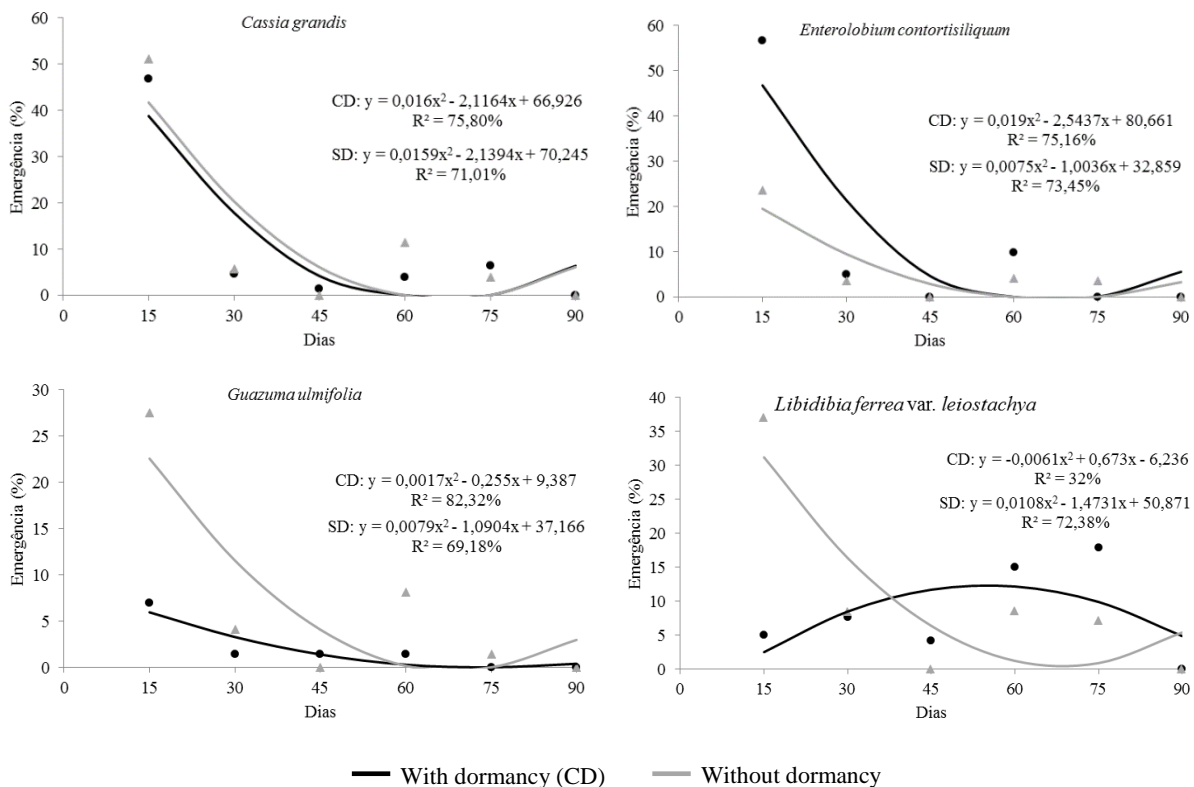 Cassia grandis
60
50
40
30
20
10
0
Emergência (%)
CD: y = 0,016x² - 2,1164x + 66,926
R² = 75,80%
SD: y = 0,0159x² - 2,1394x + 70,245
R² = 71,01%
0 15 30 45 60 75 90
Dias
Enterolobium contortisiliquum
60
50
40
30
20
10
0
Emergência (%)
CD: y = 0,019x² - 2,5437x + 80,661
R² = 75,16%
SD: y = 0,0075x² - 1,0036x + 32,859
R² = 73,45%
0 15 30 45 60 75 90
Dias
Guazuma ulmifolia
30
25
20
15
10
5
0
Emergência (%)
CD: y = 0,0017x² - 0,255x + 9,387
R² = 82,32%
SD: y = 0,0079x² - 1,0904x + 37,166
R² = 69,18%
0 15 30 45 60 75 90
Dias
Libidibia ferrea var. leiostachya
40
35
30
25
20
15
10
5
0
Emergência (%)
CD: y = -0,0061x² + 0,673x - 6,236
R² = 32%
SD: y = 0,0108x² - 1,4731x + 50,871
R² = 72,38%
0 15 30 45 60 75 90
Dias
With dormancy (CD) Without dormancy